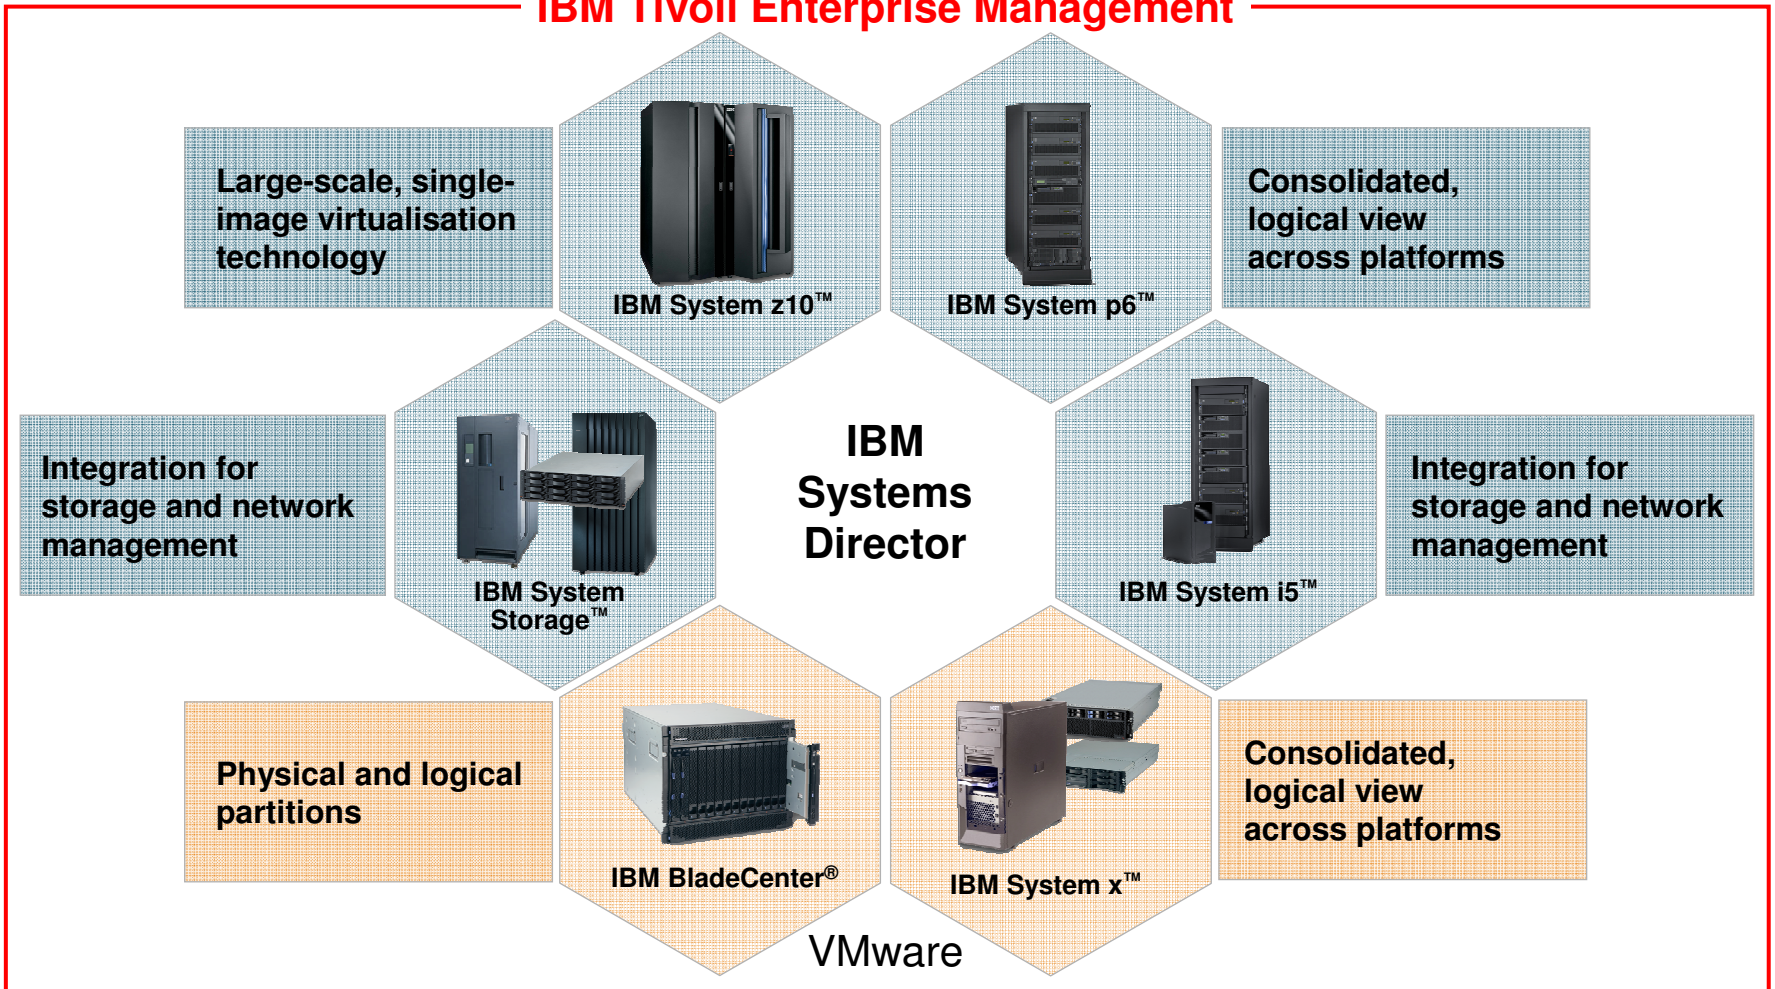 IBM Tivoli Enterprise Management
Large-scale, single-
image virtualisation
technology
IBM System z10™
IBM System p6™
Consolidated,
logical view
across platforms
Integration for
storage and network
management
IBM System
Storage™
IBM
Systems
Director
IBM System i5™
Integration for
storage and network
management
Physical and logical
partitions
IBM BladeCenter®
IBM System x™
Consolidated,
logical view
across platforms
VMware